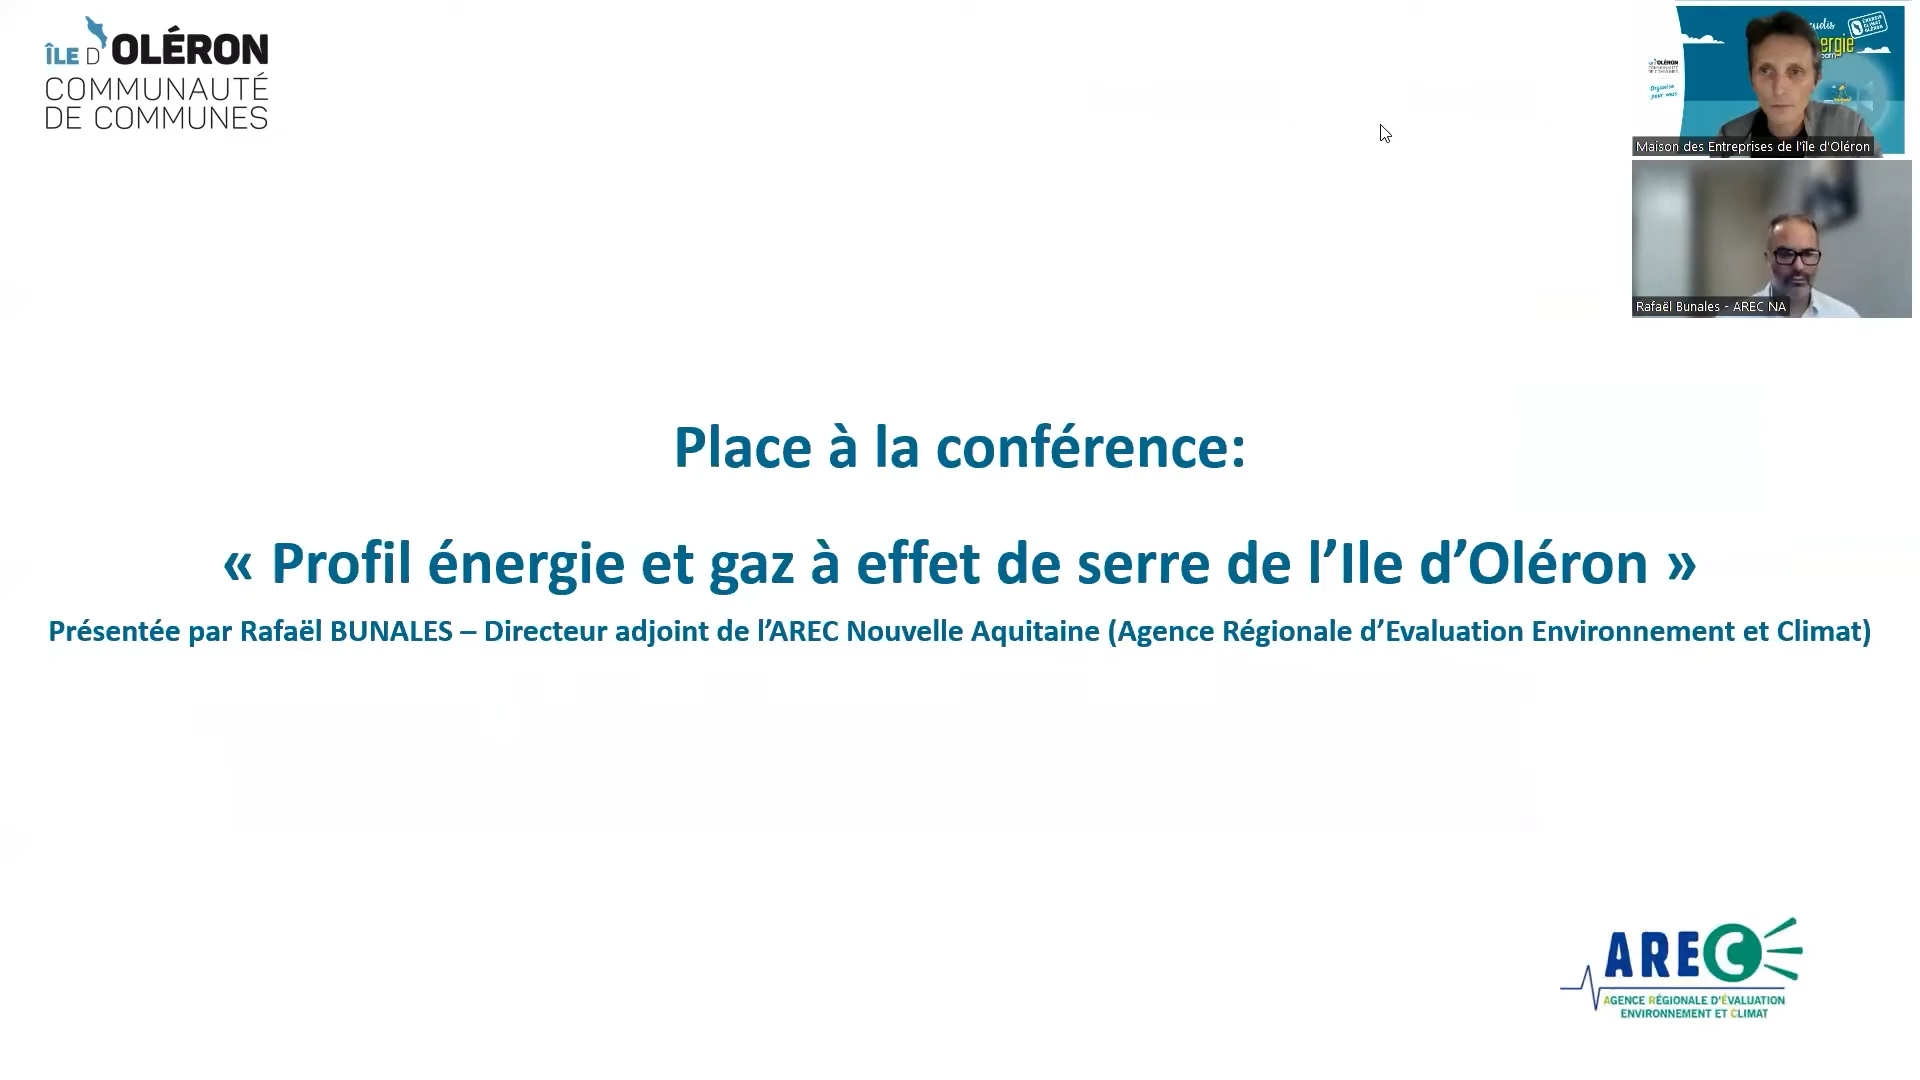 ÎLE D'OLÉRON
COMMUNAUTÉ
DE COMMUNES
Maison des Entreprises de l'île d'Oléron
Rafaël Bunales - AREC NA
Place à la conférence:
« Profil énergie et gaz à effet de serre de l’Ile d’Oléron »
Présentée par Rafaël BUNALES – Directeur adjoint de l’AREC Nouvelle Aquitaine (Agence Régionale d’Evaluation Environnement et Climat)
AREC
AGENCE RÉGIONALE D'ÉVALUATION
ENVIRONNEMENT ET CLIMAT